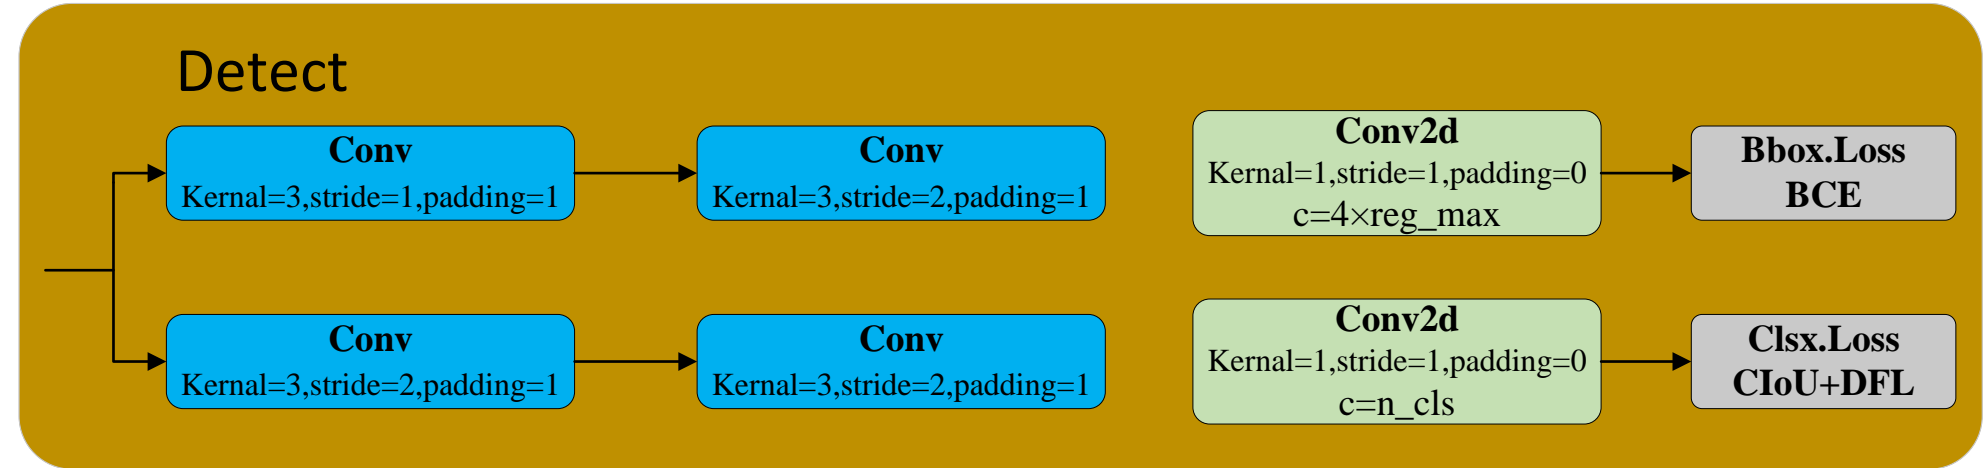 Detect
Conv
Kernal=3,stride=1,padding=1
Conv
Kernal=3,stride=2,padding=1
Conv2d
Kernal=1,stride=1,padding=0
c=4×reg_max
Bbox.Loss
BCE
Conv
Kernal=3,stride=2,padding=1
Conv
Kernal=3,stride=2,padding=1
Conv2d
Kernal=1,stride=1,padding=0
c=n_cls
Clsx.Loss
CIoU+DFL